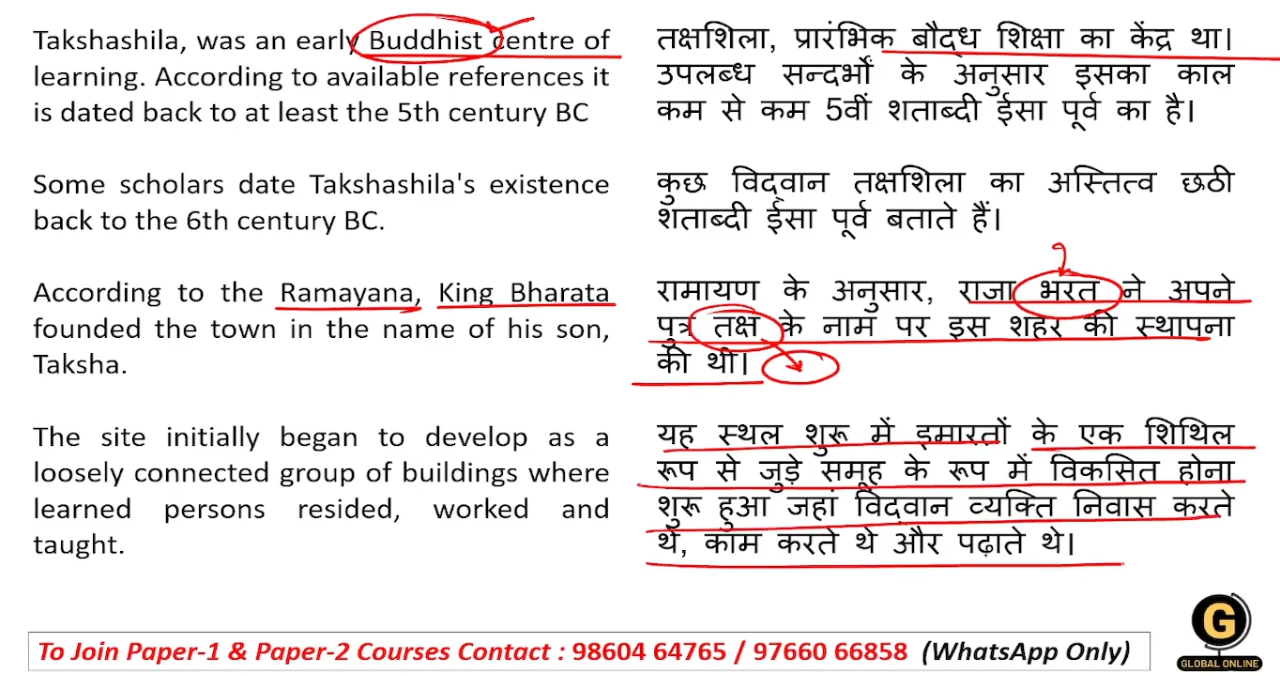 Takshashila, was an early Buddhist centre of
learning. According to available references it
is dated back to at least the 5th century BC
Some scholars date Takshashila's existence
back to the 6th century BC.
According to the Ramayana, King Bharata
founded the town in the name of his son,
Taksha.
The site initially began to develop as a
loosely connected group of buildings where
learned persons resided, worked and
taught.
तक्षशिला, प्रारंभिक बौद्ध शिक्षा का केंद्र था।
उपलब्ध सन्दर्भों के अनुसार इसका काल
कम से कम 5वीं शताब्दी ईसा पूर्व का है।
कुछ विद्वान तक्षशिला का अस्तित्व छठी
शताब्दी ईसा पूर्व बताते हैं।
रामायण के अनुसार, राजा भरत ने अपने
पुत्र तक्ष के नाम पर इस शहर की स्थापना
की थी।
यह स्थल शुरू में इमारतों के एक शिथिल
रूप से जुड़े समूह के रूप में विकसित होना
शुरू हुआ जहां विद्वान व्यक्ति निवास करते
थे, काम करते थे और पढ़ाते थे।
To Join Paper-1 & Paper-2 Courses Contact : 98604 64765 / 97660 66858 (WhatsApp Only)
G
GLOBAL ONLINE